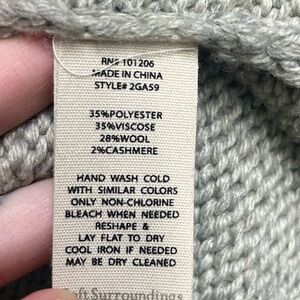 RN# 101206
MADE IN CHINA
STYLE# 2GA59
35%POLYESTER
35%VISCOSE
28%WOOL
2%CASHMERE
HAND WASH COLD
WITH SIMILAR COLORS
ONLY NON-CHLORINE
BLEACH WHEN NEEDED
RESHAPE &
LAY FLAT TO DRY
COOL IRON IF NEEDED
MAY BE DRY CLEANED
Soft Surroundings